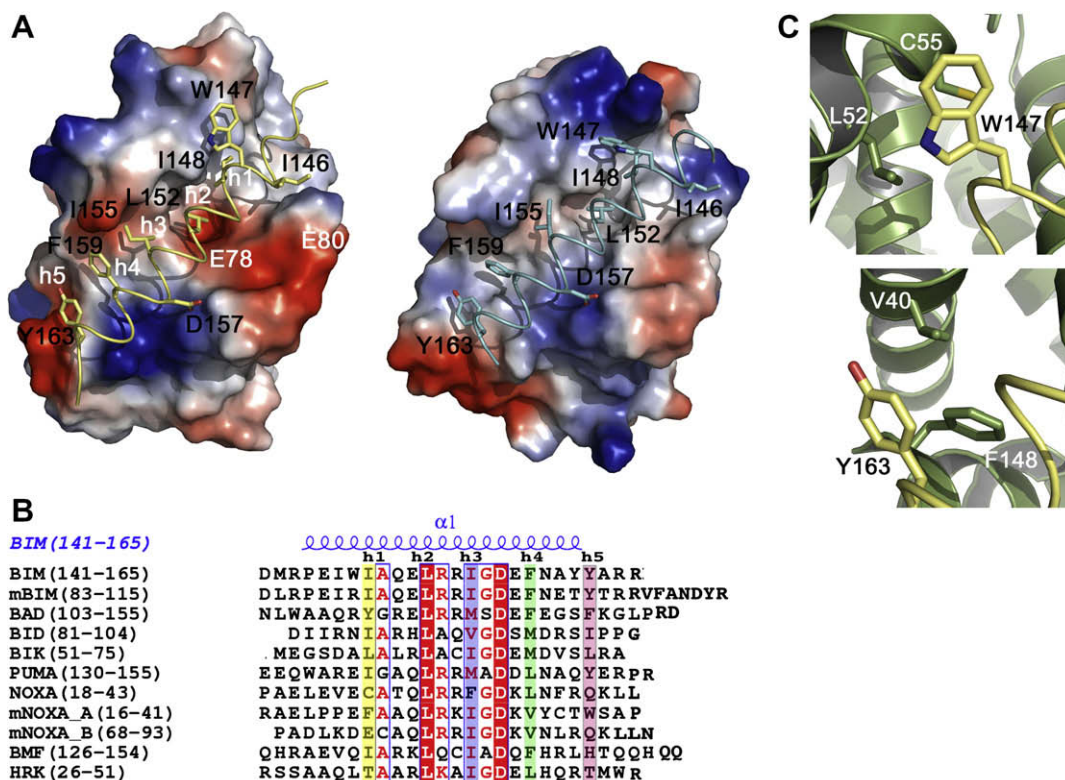 A
W147
I148
I146
h1
L152
h2
I155
h3
E80
F159
E78
h4
h5
D157
Y163
W147
I148
I155
I146
F159
L152
D157
Y163
C
C55
L52
W147
V40
Y163
F148
B
α1
BIM(141-165)
h1 h2 h3 h4 h5
BIM(141-165) DMRPEIWIAQELRRIGDEFNAYYARR
mBIM(83-115) DLRPEIRIAQELRRIGDEFNETYTRRVFANDYR
BAD(103-155) NLWAAQRYGRELRRMSDEFEGSFKGLPRD
BID(81-104) DIIRNIARHLAQVGDSMDRSIPPG
BIK(51-75) MEGSDALALRLACIGDEMDVSLRA
PUMA(130-155) EEQWAREIGAQLRRMADDLNAQYERPR
NOXA(18-43) PAELEVECATQLRRFGDKLNFRQKLL
mNOXA_A(16-41) RAELPPEFAAQLRKIGDKVYCTWSAP
mNOXA_B(68-93) PADLKDECAQLRRIGDKVNLRQKLLN
BMF(126-154) QHRAEVQIARKLQCIADQFHRLHTQQHQQ
HRK(26-51) RSSAAQLTAARLKAIGDELHQRTMWR